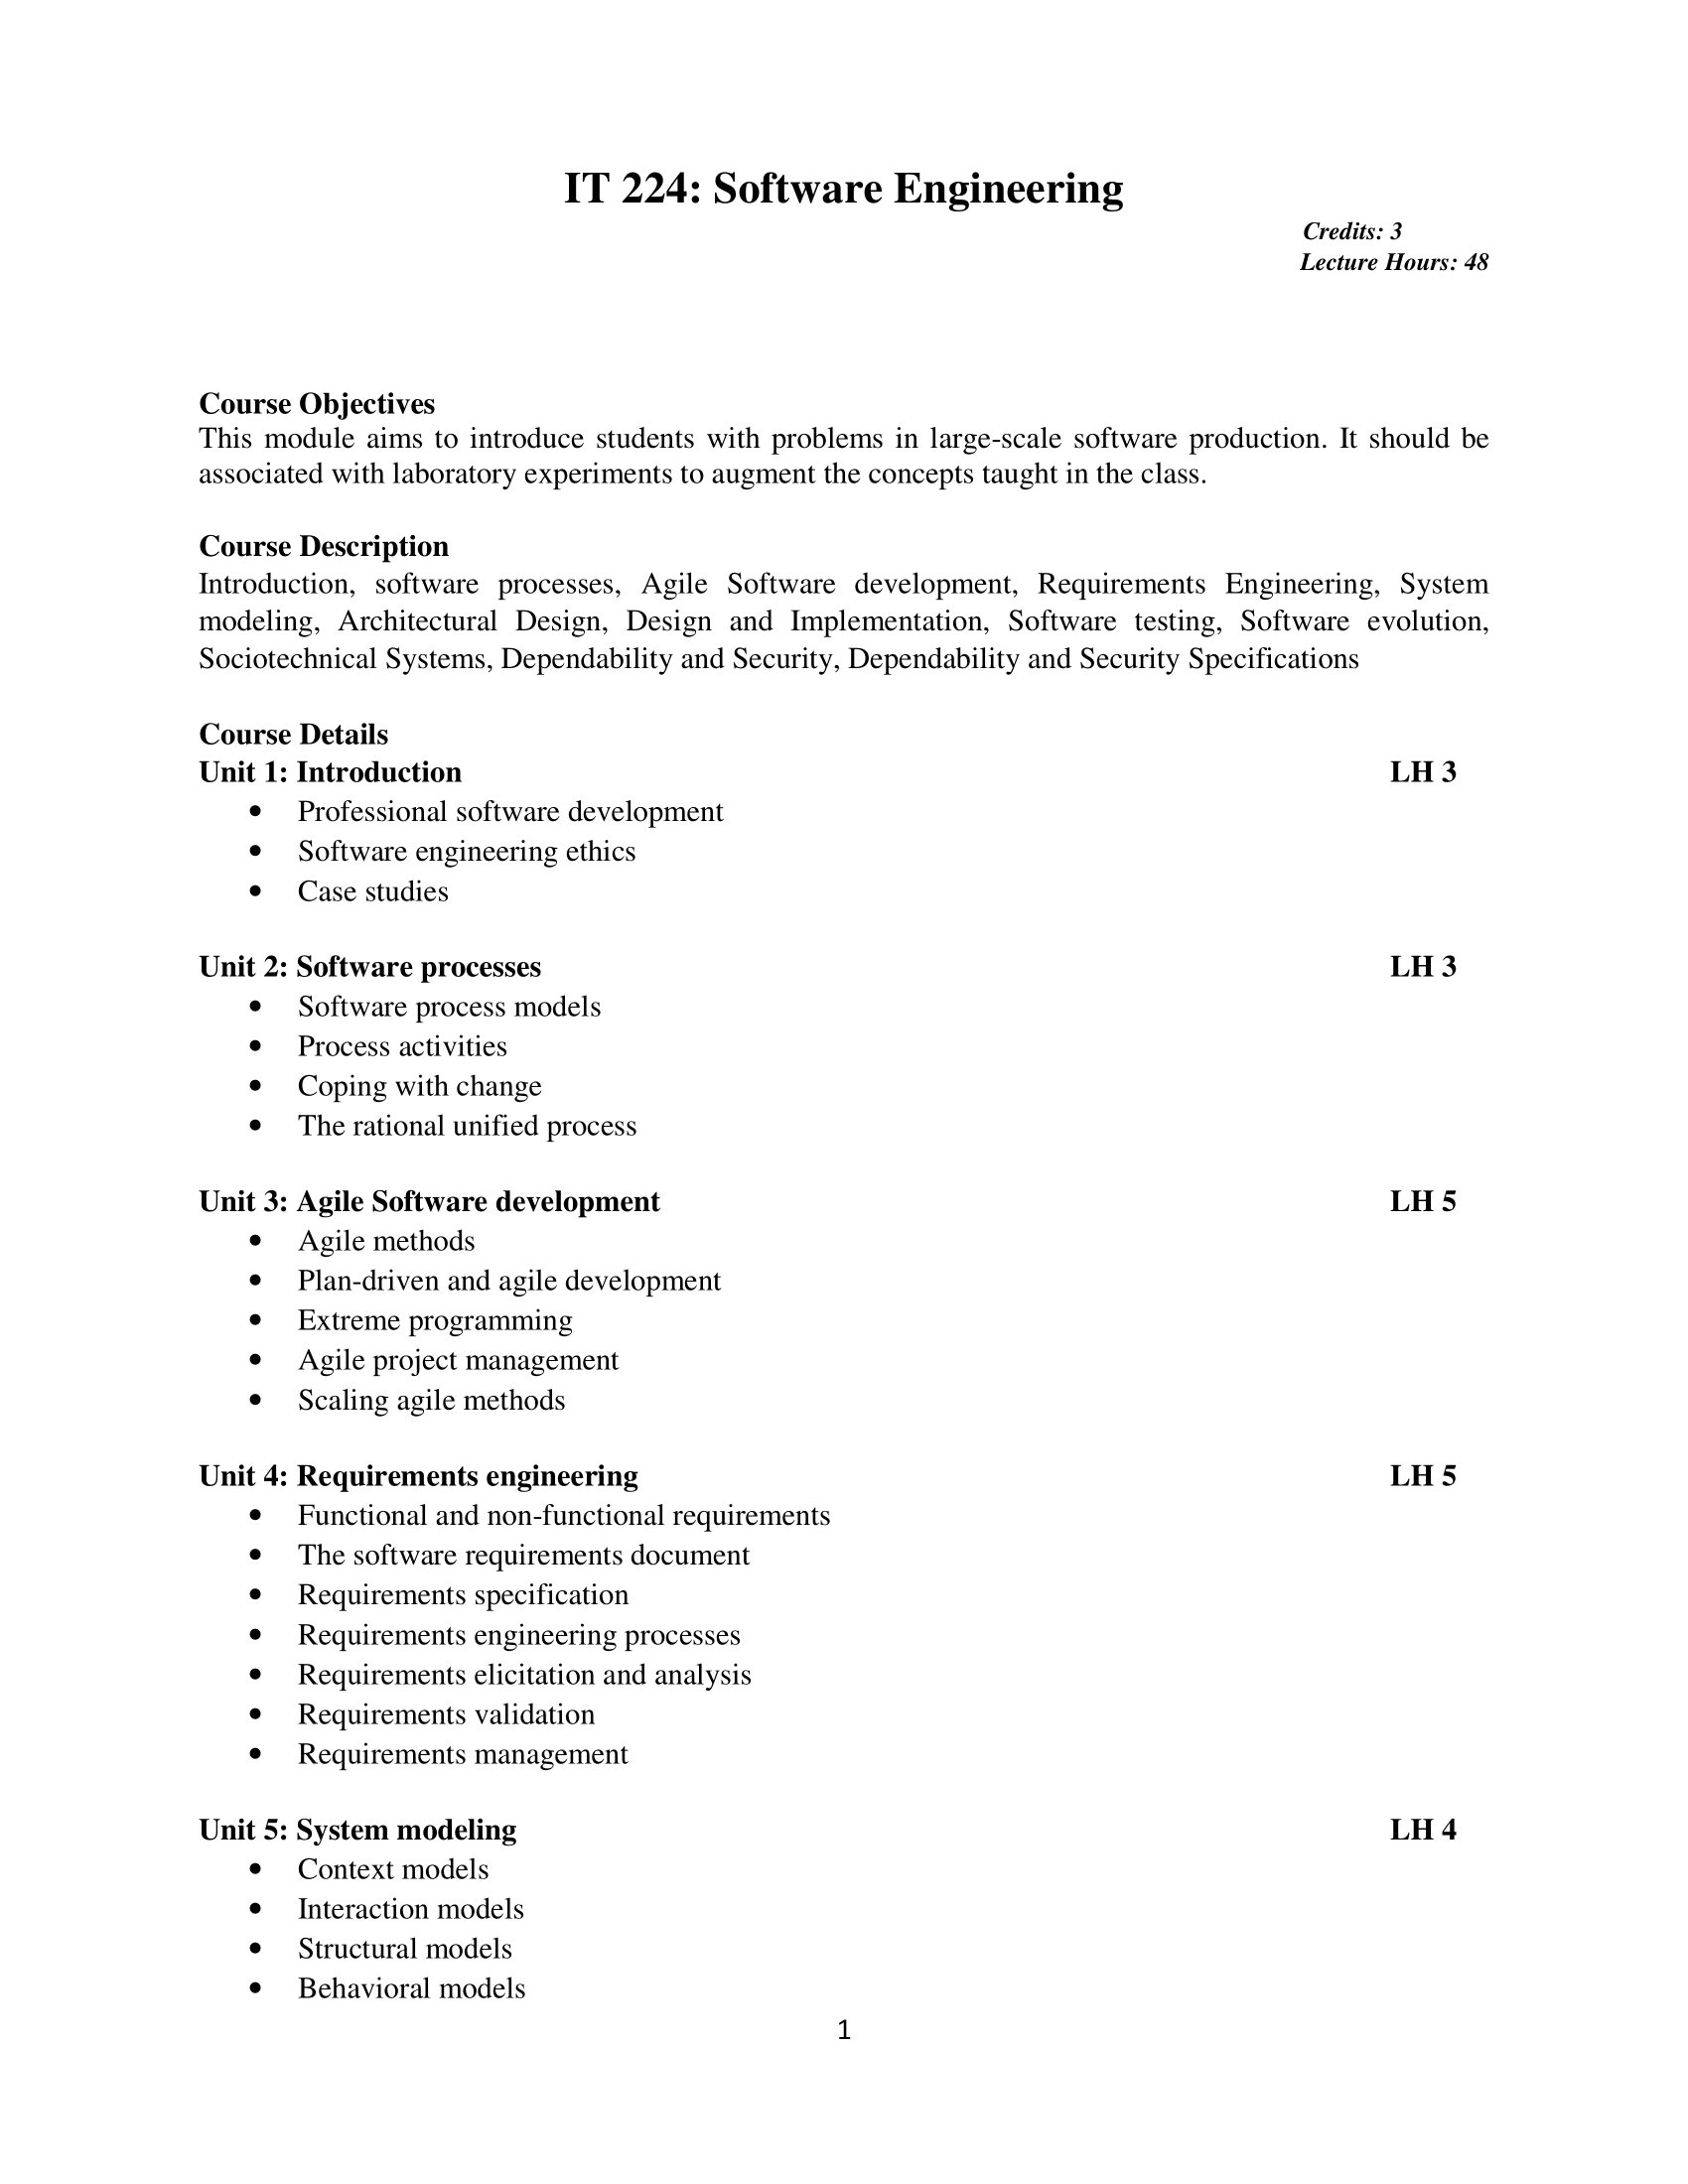 IT 224: Software Engineering
Credits: 3
Lecture Hours: 48
Course Objectives
This module aims to introduce students with problems in large-scale software production. It should be
associated with laboratory experiments to augment the concepts taught in the class.
Course Description
Introduction, software processes, Agile Software development, Requirements Engineering, System
modeling, Architectural Design, Design and Implementation, Software testing, Software evolution,
Sociotechnical Systems, Dependability and Security, Dependability and Security Specifications
Course Details
Unit 1: Introduction LH 3
• Professional software development
• Software engineering ethics
• Case studies
Unit 2: Software processes LH 3
• Software process models
• Process activities
• Coping with change
• The rational unified process
Unit 3: Agile Software development LH 5
• Agile methods
• Plan-driven and agile development
• Extreme programming
• Agile project management
• Scaling agile methods
Unit 4: Requirements engineering LH 5
• Functional and non-functional requirements
• The software requirements document
• Requirements specification
• Requirements engineering processes
• Requirements elicitation and analysis
• Requirements validation
• Requirements management
Unit 5: System modeling LH 4
• Context models
• Interaction models
• Structural models
• Behavioral models
1